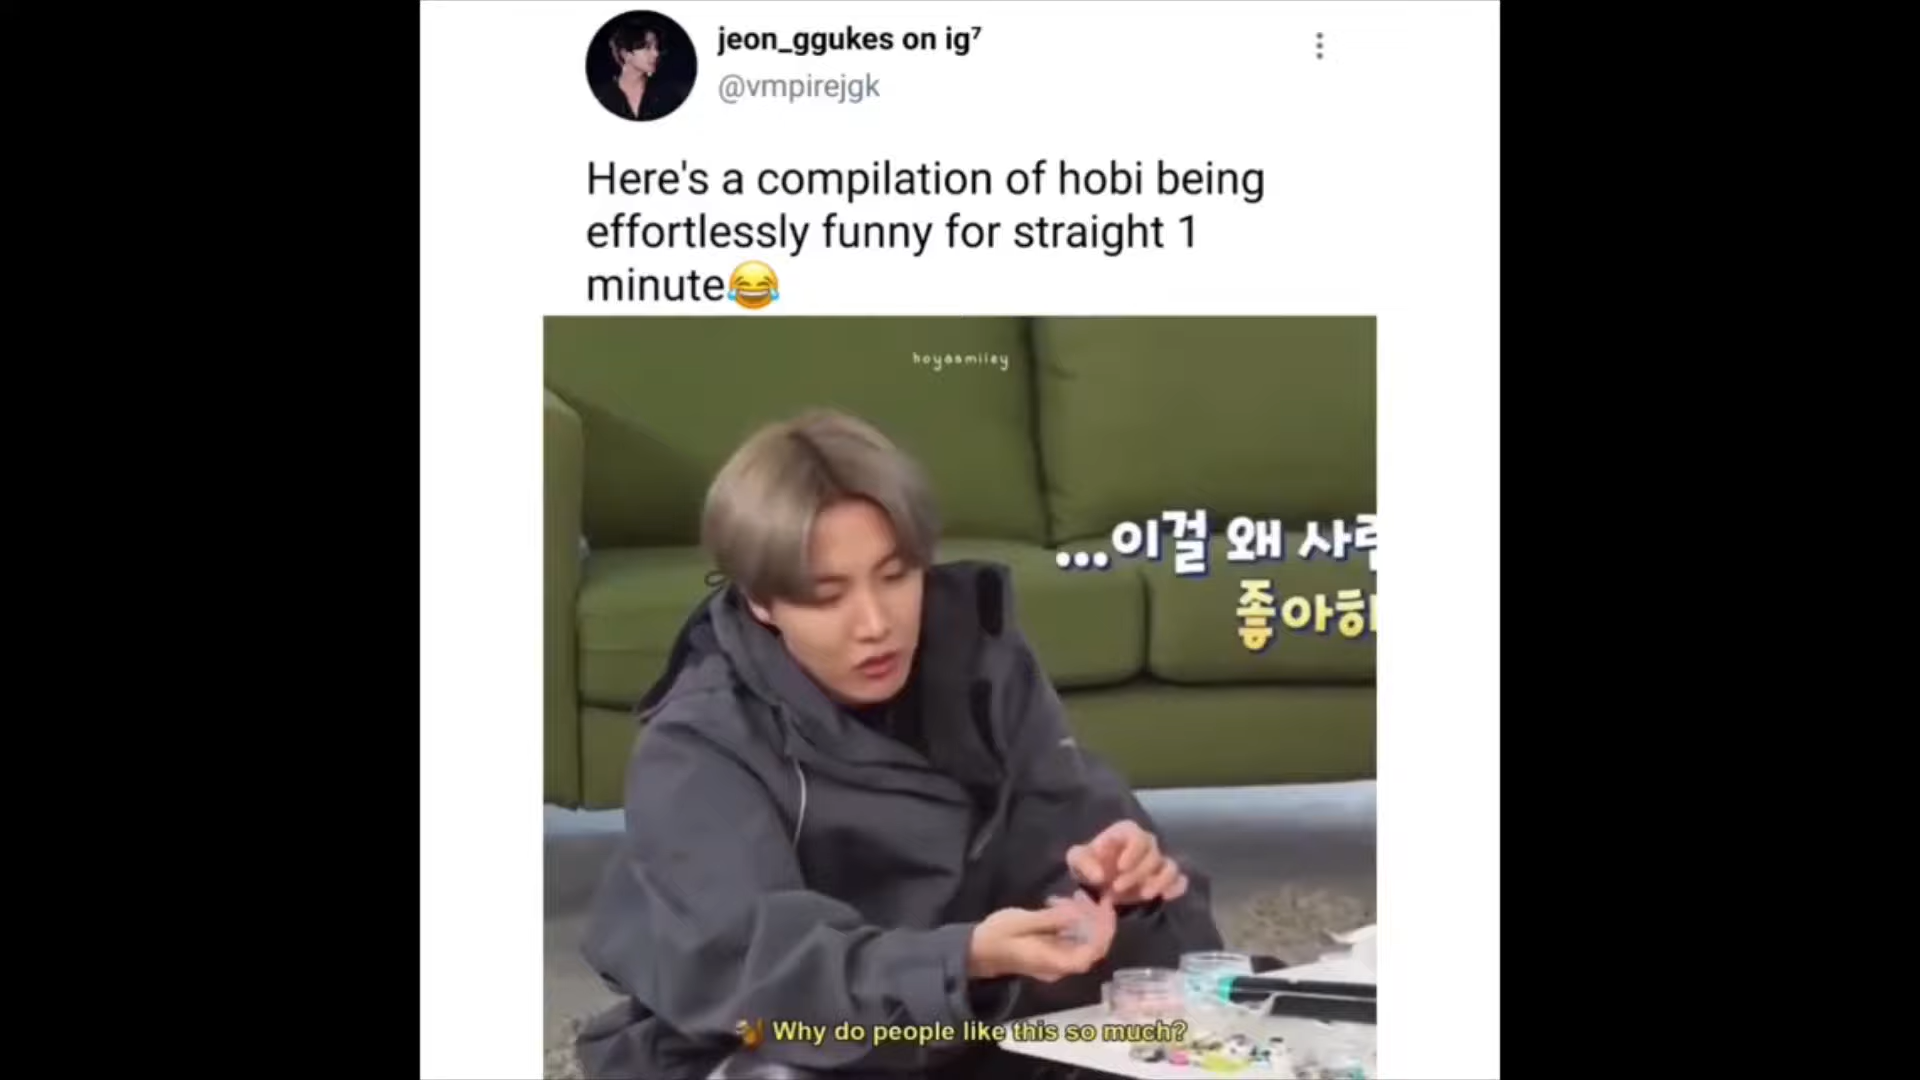 jeon_ggukes on ig⁷
@vmpirejgk
Here's a compilation of hobi being
effortlessly funny for straight 1
minute😂
hoyasmiley
...이걸 왜
좋아하
Why do people like this so much?